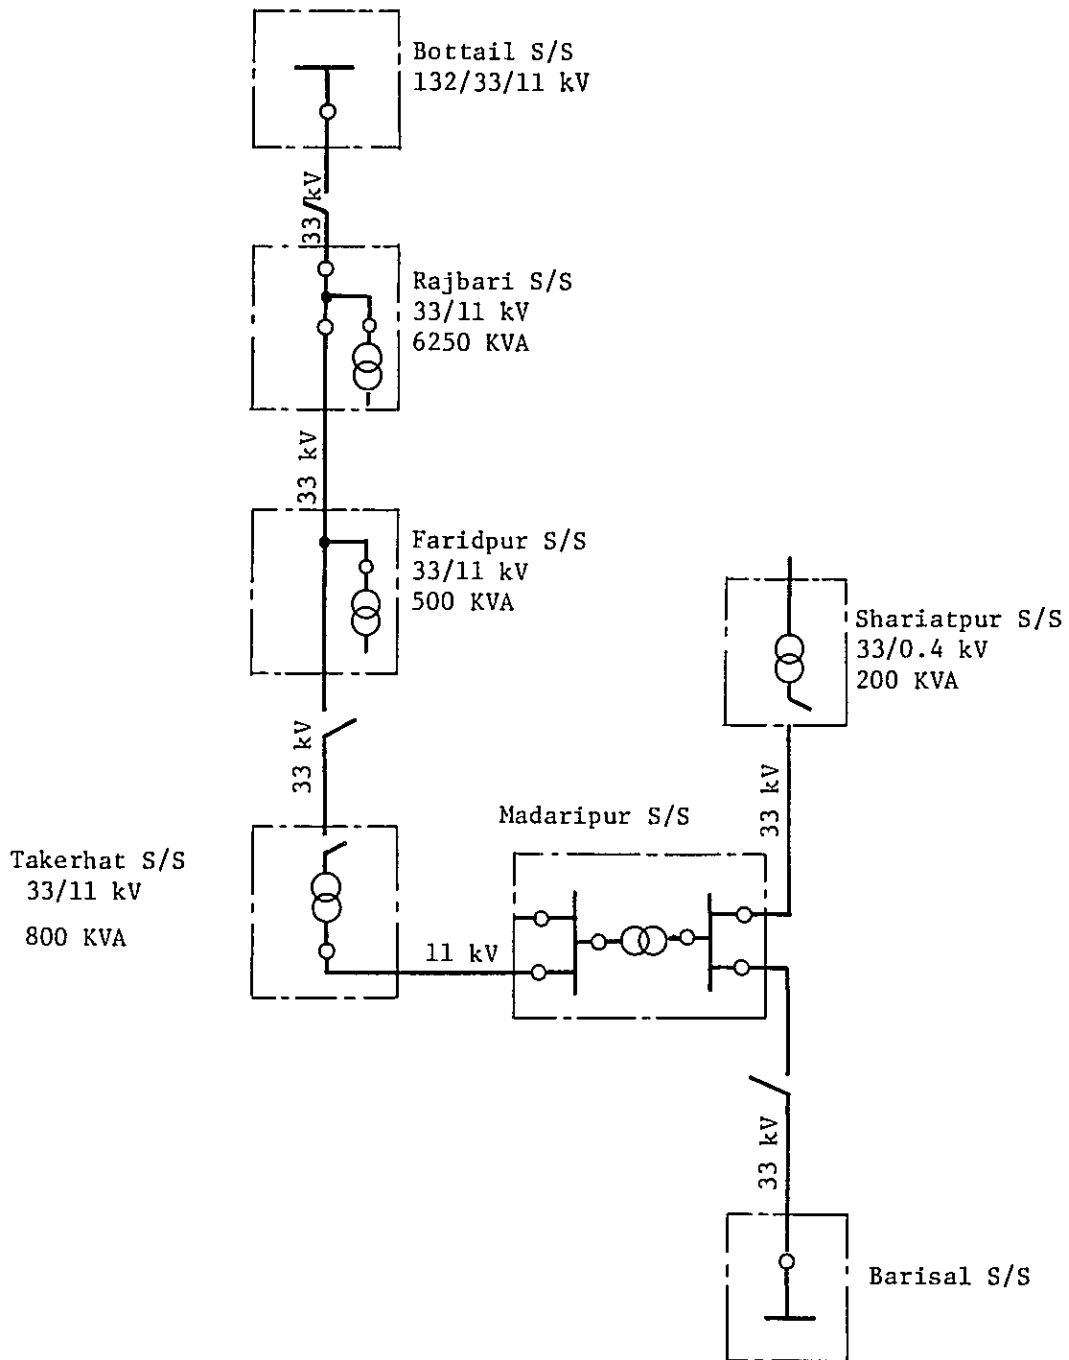 Bottail S/S
132/33/11 kV
33 kV
Rajbari S/S
33/11 kV
6250 KVA
33 kV
Faridpur S/S
33/11 kV
500 KVA
Shariatpur S/S
33/0.4 kV
200 KVA
33 kV
33 kV
Madaripur S/S
Takerhat S/S
33/11 kV
800 KVA
11 kV
33 kV
Barisal S/S